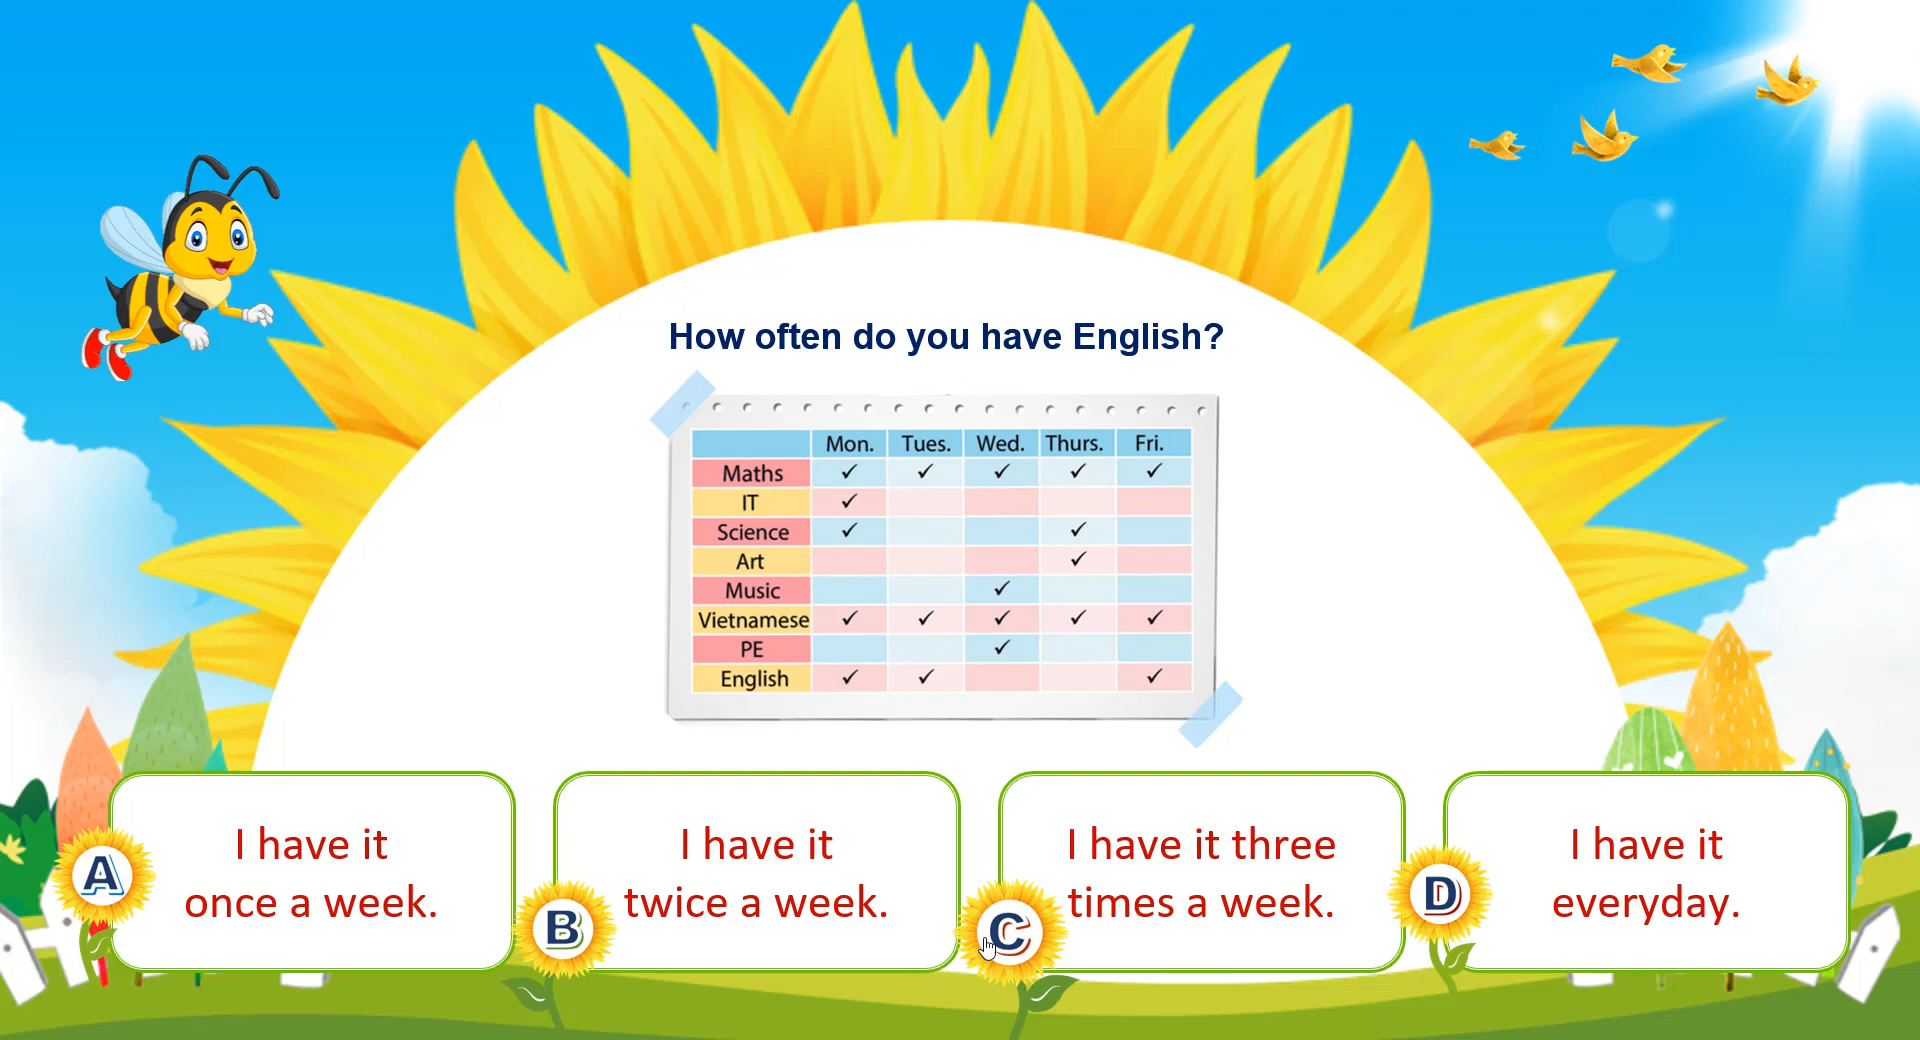 How often do you have English?
Mon. Tues. Wed. Thurs. Fri.
Maths ✓ ✓ ✓ ✓ ✓
IT ✓
Science ✓ ✓
Art ✓
Music ✓
Vietnamese ✓ ✓ ✓ ✓ ✓
PE ✓
English ✓ ✓ ✓
A
I have it
once a week.
B
I have it
twice a week.
C
I have it three
times a week.
D
I have it
everyday.